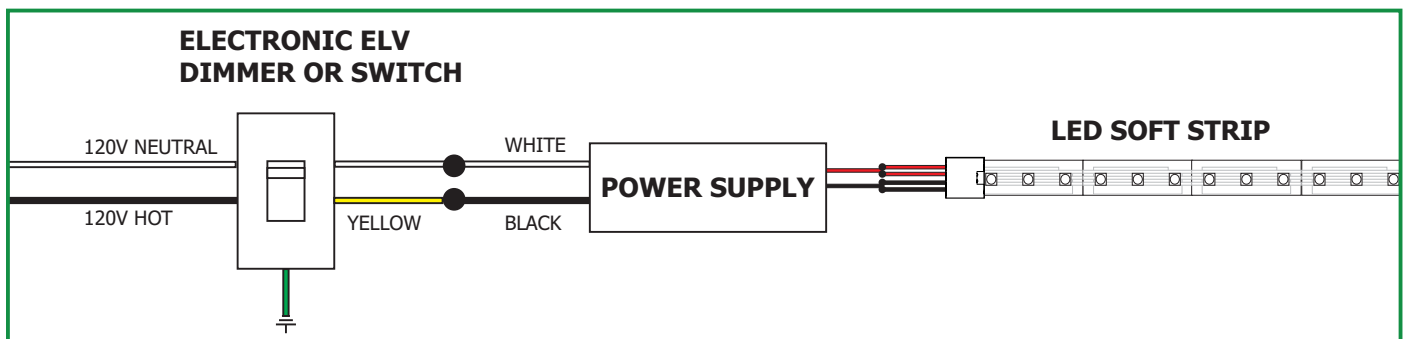 ELECTRONIC ELV
DIMMER OR SWITCH
120V NEUTRAL
WHITE
LED SOFT STRIP
POWER SUPPLY
120V HOT
YELLOW
BLACK